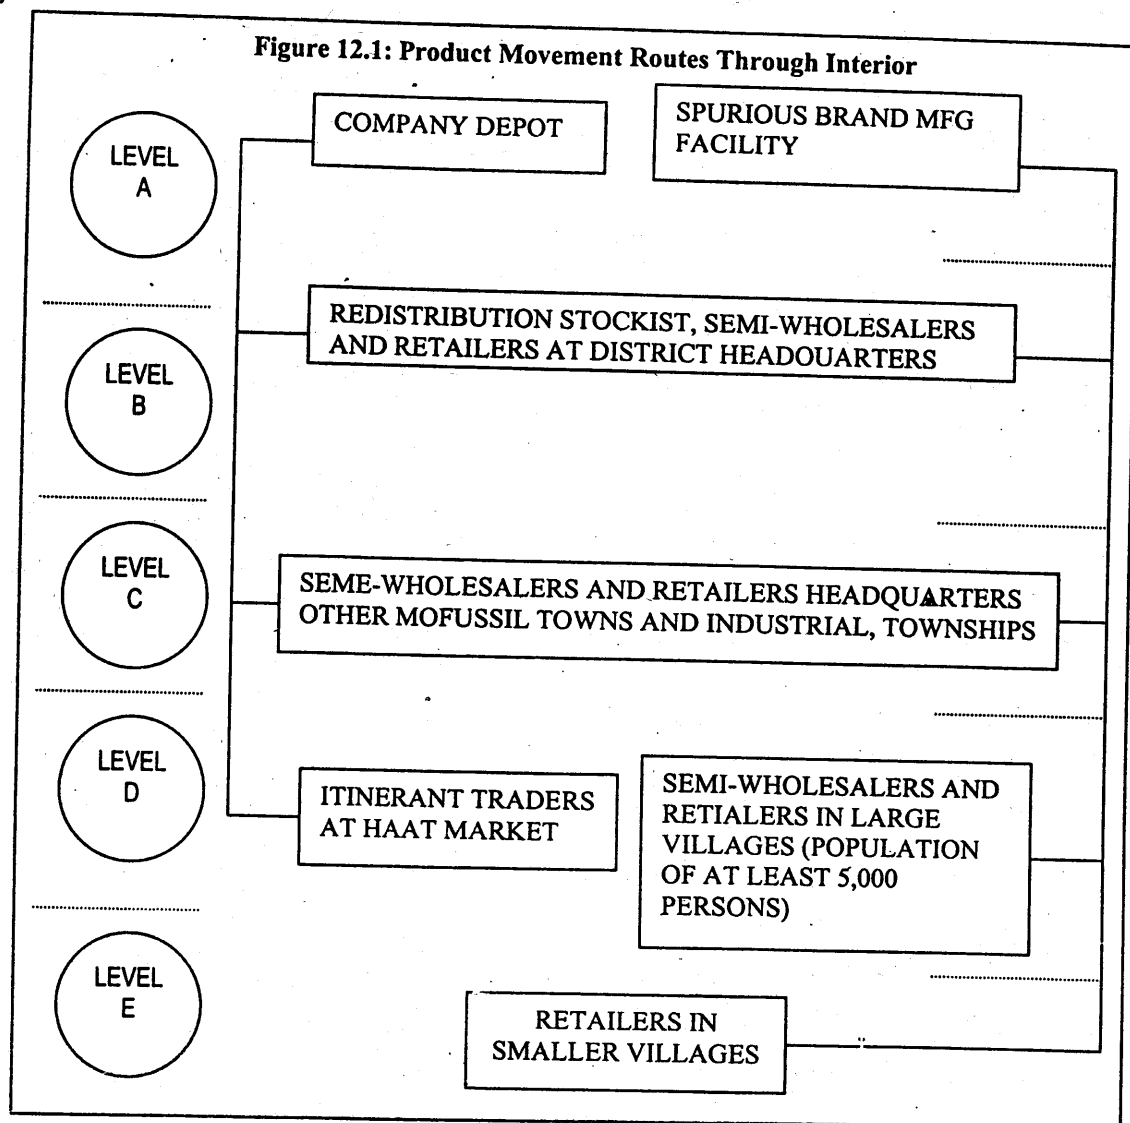 Figure 12.1: Product Movement Routes Through Interior
LEVEL
A
COMPANY DEPOT
SPURIOUS BRAND MFG
FACILITY
LEVEL
B
REDISTRIBUTION STOCKIST, SEMI-WHOLESALERS
AND RETAILERS AT DISTRICT HEADOUARTERS
LEVEL
C
SEME-WHOLESALERS AND RETAILERS HEADQUARTERS
OTHER MOFUSSIL TOWNS AND INDUSTRIAL, TOWNSHIPS
LEVEL
D
ITINERANT TRADERS
AT HAAT MARKET
SEMI-WHOLESALERS AND
RETIALERS IN LARGE
VILLAGES (POPULATION
OF AT LEAST 5,000
PERSONS)
LEVEL
E
RETAILERS IN
SMALLER VILLAGES